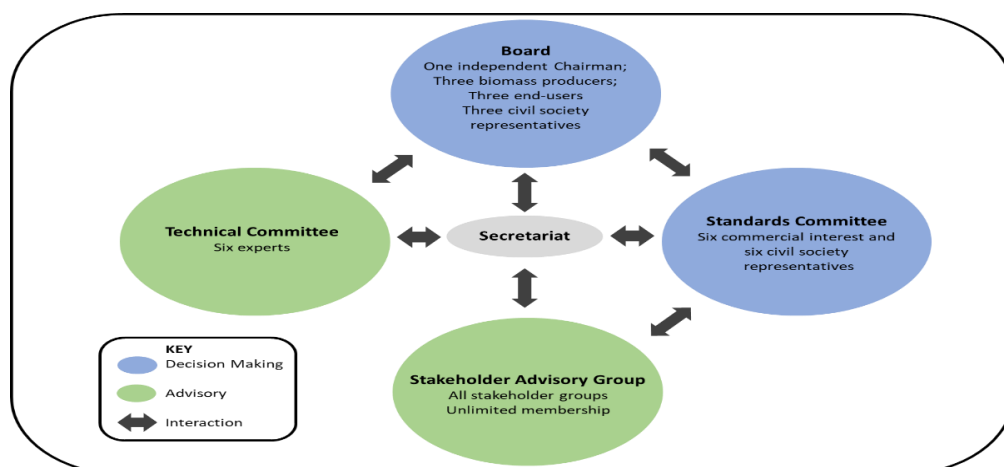 Board
One independent Chairman;
Three biomass producers;
Three end-users
Three civil society
representatives
Technical Committee
Six experts
Secretariat
Standards Committee
Six commercial interest and
six civil society
representatives
Stakeholder Advisory Group
All stakeholder groups
Unlimited membership
KEY
Decision Making
Advisory
Interaction